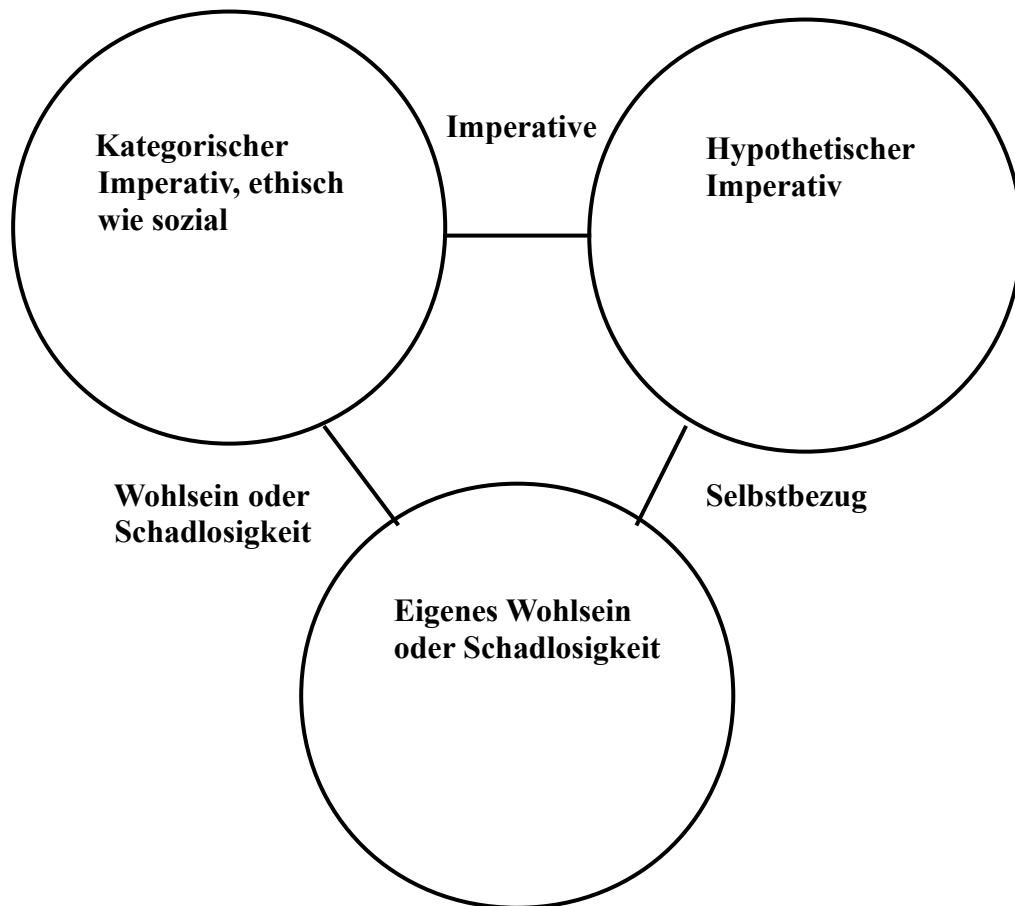 Kategorischer
Imperativ, ethisch
wie sozial
Imperative
Hypothetischer
Imperativ
Wohlsein oder
Schadlosigkeit
Selbstbezug
Eigenes Wohlsein
oder Schadlosigkeit